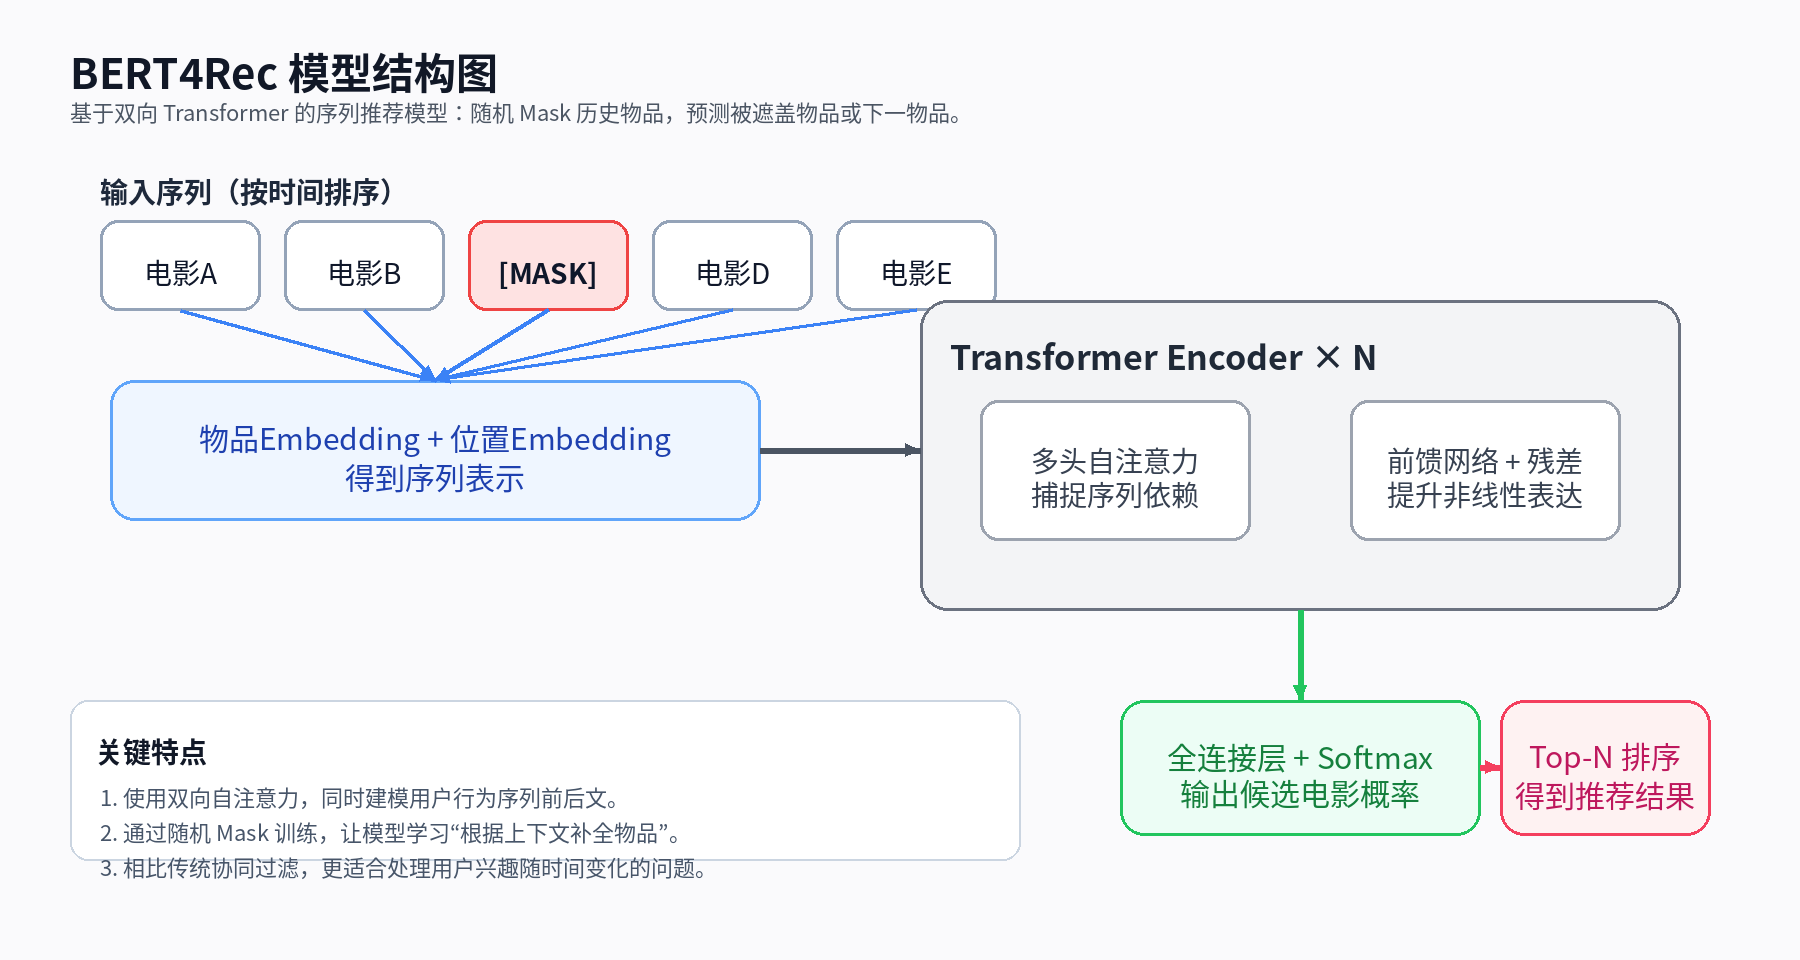 BERT4Rec 模型结构图
基于双向 Transformer 的序列推荐模型：随机 Mask 历史物品，预测被遮盖物品或下一物品。
输入序列（按时间排序）
电影A
电影B
[MASK]
电影D
电影E
物品Embedding + 位置Embedding
得到序列表示
Transformer Encoder × N
多头自注意力
捕捉序列依赖
前馈网络 + 残差
提升非线性表达
全连接层 + Softmax
输出候选电影概率
Top-N 排序
得到推荐结果
关键特点
1. 使用双向自注意力，同时建模用户行为序列前后文。
2. 通过随机 Mask 训练，让模型学习“根据上下文补全物品”。
3. 相比传统协同过滤，更适合处理用户兴趣随时间变化的问题。